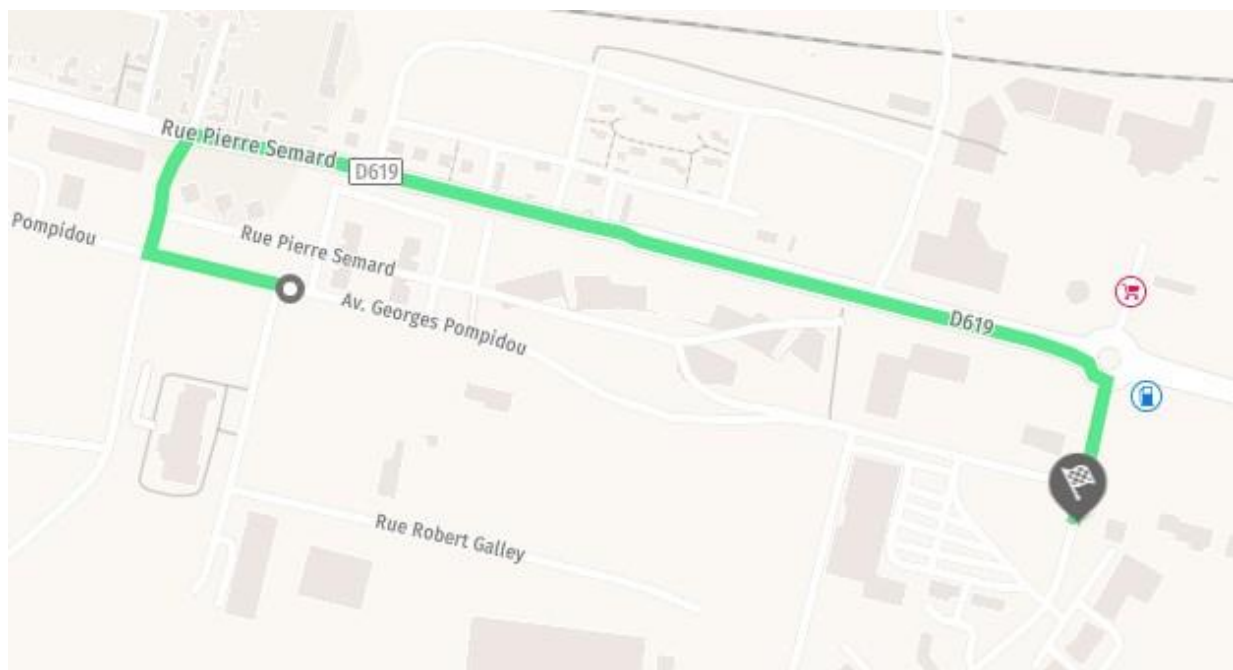 Rue Pierre Semard
D619
Pompidou
Rue Pierre Semard
Av. Georges Pompidou
D619
Rue Robert Galley